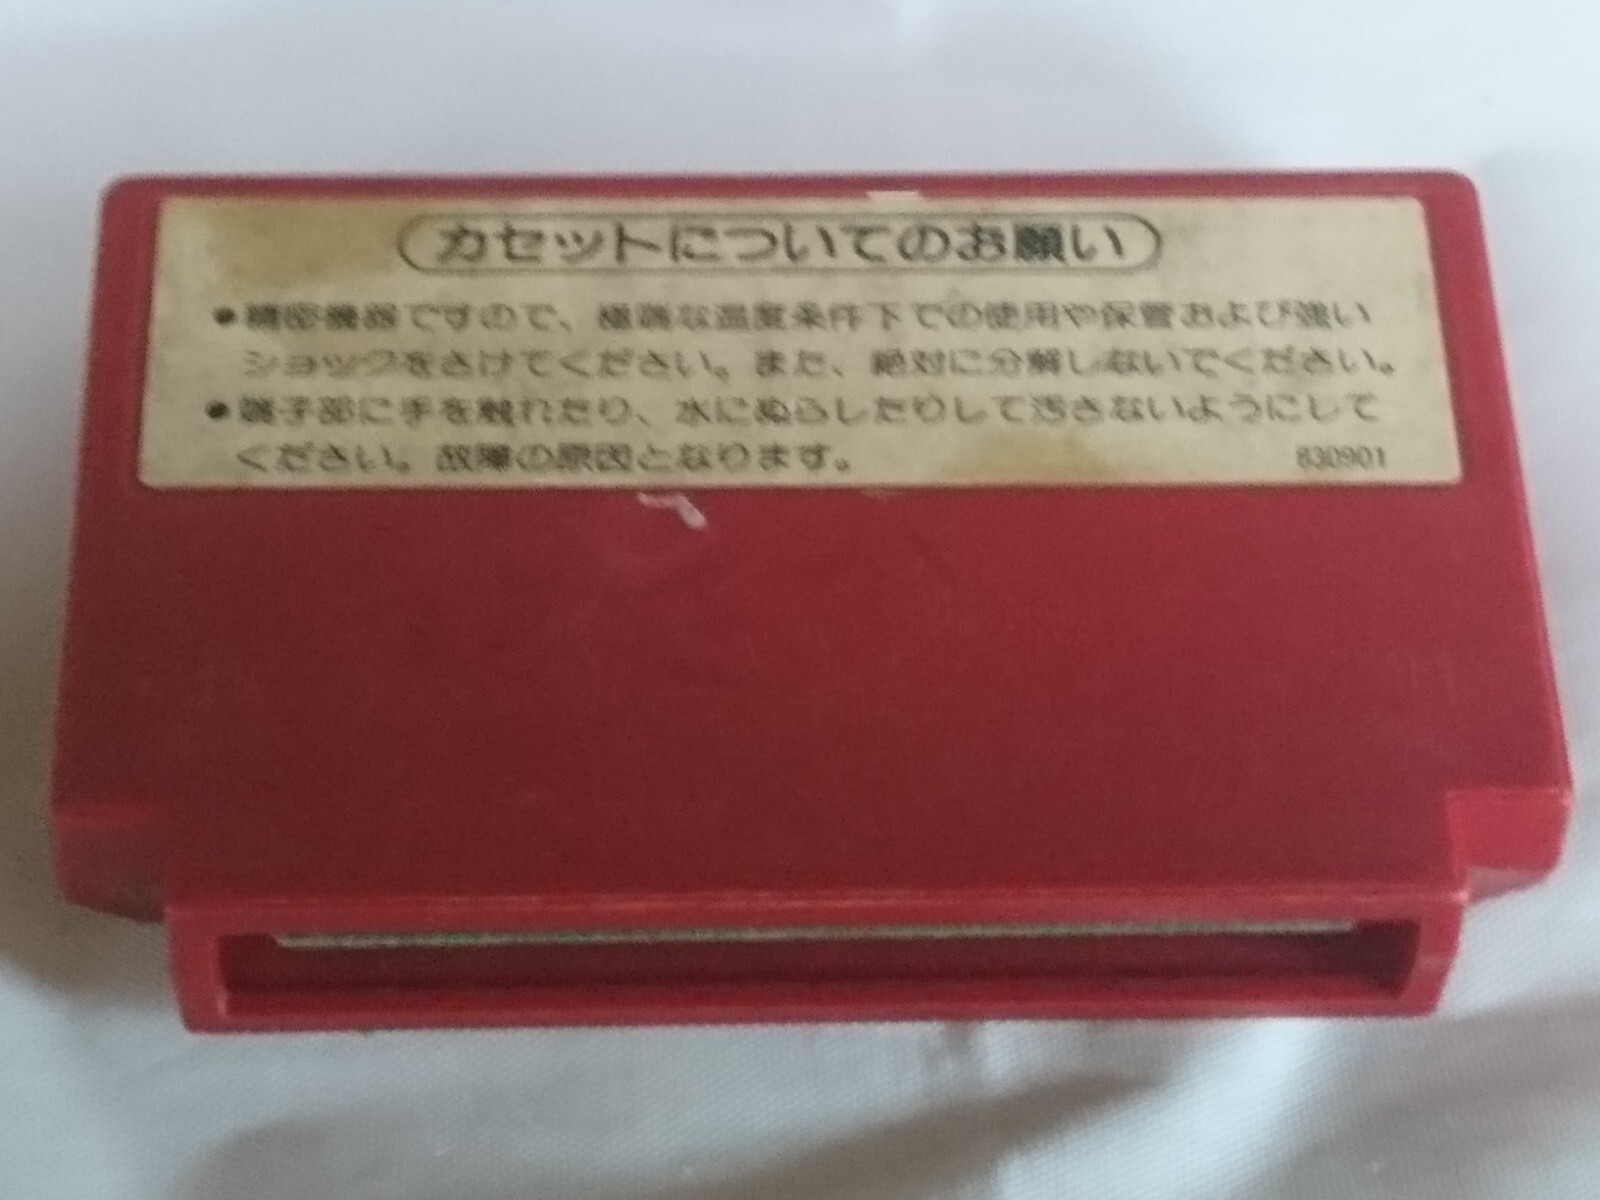 カセットについてのお願い
●精密機器ですので、極端な温度条件下での使用や保管および強い
ショックをさけてください。また、絶対に分解しないでください。
●端子部に手を触れたり、水にぬらしたりして汚さないようにして
ください。故障の原因となります。 830901